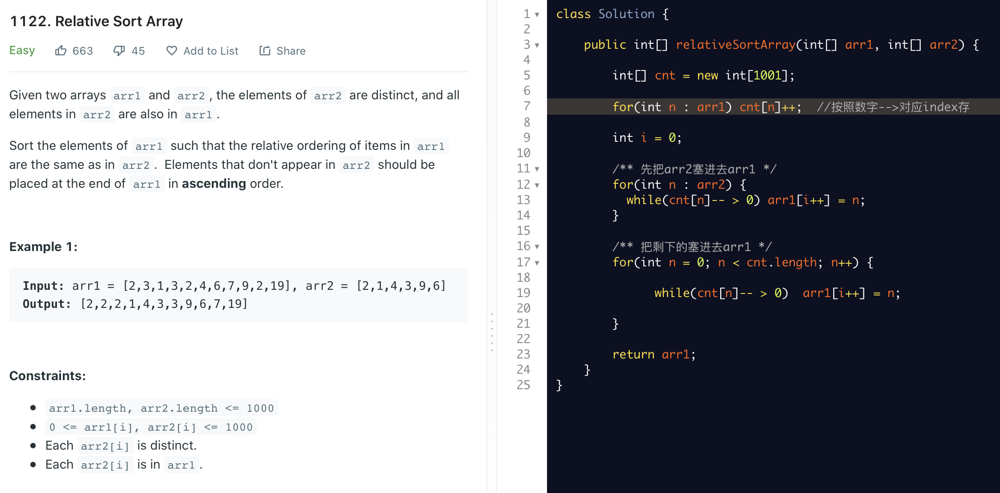 1122. Relative Sort Array
Easy 663 45 Add to List Share
Given two arrays arr1 and arr2, the elements of arr2 are distinct, and all
elements in arr2 are also in arr1.
Sort the elements of arr1 such that the relative ordering of items in arr1
are the same as in arr2. Elements that don't appear in arr2 should be
placed at the end of arr1 in ascending order.
Example 1:
Input: arr1 = [2,3,1,3,2,4,6,7,9,2,19], arr2 = [2,1,4,3,9,6]
Output: [2,2,2,1,4,3,3,9,6,7,19]
Constraints:
arr1.length, arr2.length <= 1000
0 <= arr1[i], arr2[i] <= 1000
Each arr2[i] is distinct.
Each arr2[i] is in arr1.
1 class Solution {
2
3 public int[] relativeSortArray(int[] arr1, int[] arr2) {
4
5 int[] cnt = new int[1001];
6
7 for(int n : arr1) cnt[n]++; //按照数字-->对应index存
8
9 int i = 0;
10
11 /** 先把arr2塞进去arr1 */
12 for(int n : arr2) {
13 while(cnt[n]-- > 0) arr1[i++] = n;
14 }
15
16 /** 把剩下的塞进去arr1 */
17 for(int n = 0; n < cnt.length; n++) {
18
19 while(cnt[n]-- > 0) arr1[i++] = n;
20
21 }
22
23 return arr1;
24 }
25 }